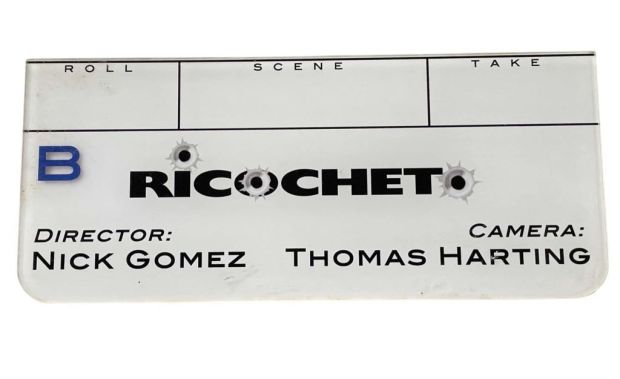 ROLL SCENE TAKE
B RICOCHET
DIRECTOR: CAMERA:
NICK GOMEZ THOMAS HARTING